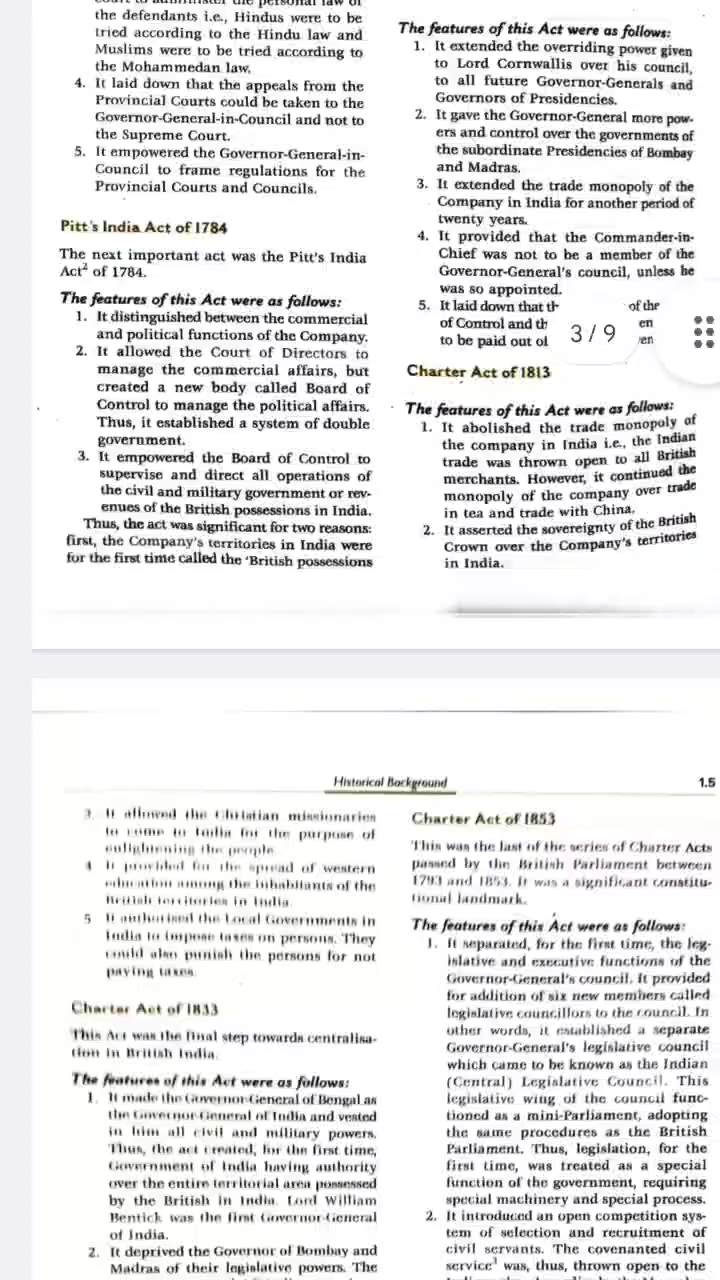 the defendants i.e., Hindus were to be
tried according to the Hindu law and
Muslims were to be tried according to
the Mohammedan law.
4. It laid down that the appeals from the
Provincial Courts could be taken to the
Governor-General-in-Council and not to
the Supreme Court.
5. It empowered the Governor-General-in-
Council to frame regulations for the
Provincial Courts and Councils.
Pitt's India Act of 1784
The next important act was the Pitt's India
Act² of 1784.
The features of this Act were as follows:
1. It distinguished between the commercial
and political functions of the Company.
2. It allowed the Court of Directors to
manage the commercial affairs, but
created a new body called Board of
Control to manage the political affairs.
Thus, it established a system of double
government.
3. It empowered the Board of Control to
supervise and direct all operations of
the civil and military government or rev-
enues of the British possessions in India.
Thus, the act was significant for two reasons:
first, the Company's territories in India were
for the first time called the 'British possessions
The features of this Act were as follows:
1. It extended the overriding power given
to Lord Cornwallis over his council,
to all future Governor-Generals and
Governors of Presidencies.
2. It gave the Governor-General more pow-
ers and control over the governments of
the subordinate Presidencies of Bombay
and Madras.
3. It extended the trade monopoly of the
Company in India for another period of
twenty years.
4. It provided that the Commander-in-
Chief was not to be a member of the
Governor-General's council, unless he
was so appointed.
5. It laid down that th of the
of Control and th en
to be paid out of en
3/9
Charter Act of 1813
The features of this Act were as follows:
1. It abolished the trade monopoly of
the company in India i.e., the Indian
trade was thrown open to all British
merchants. However, it continued the
monopoly of the company over trade
in tea and trade with China.
2. It asserted the sovereignty of the British
Crown over the Company's territories
in India.
Historical Background 1.5
3. It allowed the Christian missionaries
to come to India for the purpose of
enlightening the people.
4. It provided for the spread of western
education among the inhabitants of the
British territories in India.
5. It authorised the Local Governments in
India to impose taxes on persons. They
could also punish the persons for not
paying taxes.
Charter Act of 1833
This Act was the final step towards centralisa-
tion in British India.
The features of this Act were as follows:
1. It made the Governor-General of Bengal as
the Governor-General of India and vested
in him all civil and military powers.
Thus, the act created, for the first time,
Government of India having authority
over the entire territorial area possessed
by the British in India. Lord William
Bentick was the first Governor-General
of India.
2. It deprived the Governor of Bombay and
Madras of their legislative powers. The
Charter Act of 1853
This was the last of the series of Charter Acts
passed by the British Parliament between
1793 and 1853. It was a significant constitu-
tional landmark.
The features of this Act were as follows:
1. It separated, for the first time, the leg-
islative and executive functions of the
Governor-General's council. It provided
for addition of six new members called
legislative councillors to the council. In
other words, it established a separate
Governor-General's legislative council
which came to be known as the Indian
(Central) Legislative Council. This
legislative wing of the council func-
tioned as a mini-Parliament, adopting
the same procedures as the British
Parliament. Thus, legislation, for the
first time, was treated as a special
function of the government, requiring
special machinery and special process.
2. It introduced an open competition sys-
tem of selection and recruitment of
civil servants. The covenanted civil
service³ was, thus, thrown open to the